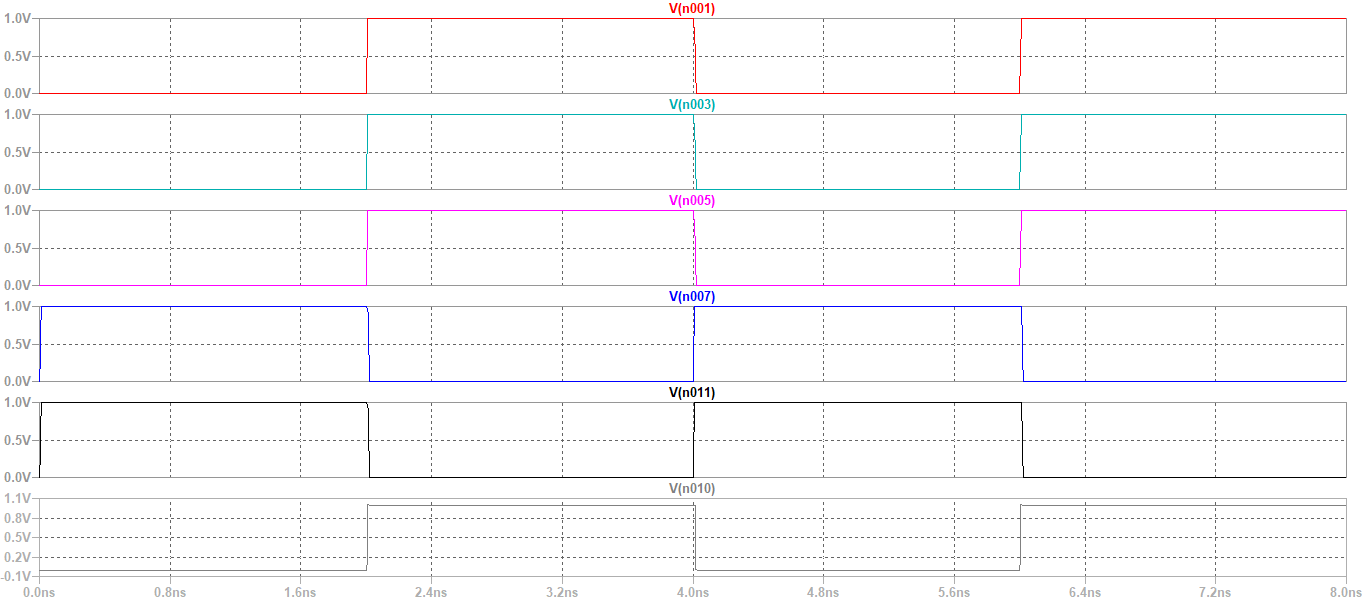 V(n001)
1.0V
0.5V
0.0V
V(n003)
1.0V
0.5V
0.0V
V(n005)
1.0V
0.5V
0.0V
V(n007)
1.0V
0.5V
0.0V
V(n011)
1.0V
0.5V
0.0V
V(n010)
1.1V
0.8V
0.5V
0.2V
-0.1V
0.0ns 0.8ns 1.6ns 2.4ns 3.2ns 4.0ns 4.8ns 5.6ns 6.4ns 7.2ns 8.0ns